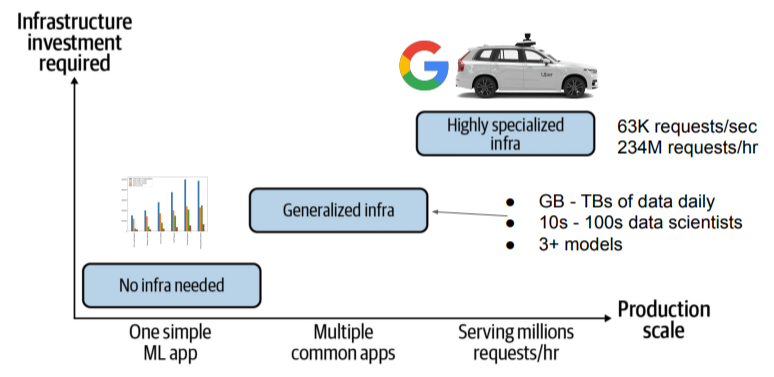 Infrastructure
investment
required
Highly specialized
infra
63K requests/sec
234M requests/hr
Uber
Generalized infra
● GB - TBs of data daily
● 10s - 100s data scientists
● 3+ models
No infra needed
One simple
ML app
Multiple
common apps
Serving millions
requests/hr
Production
scale